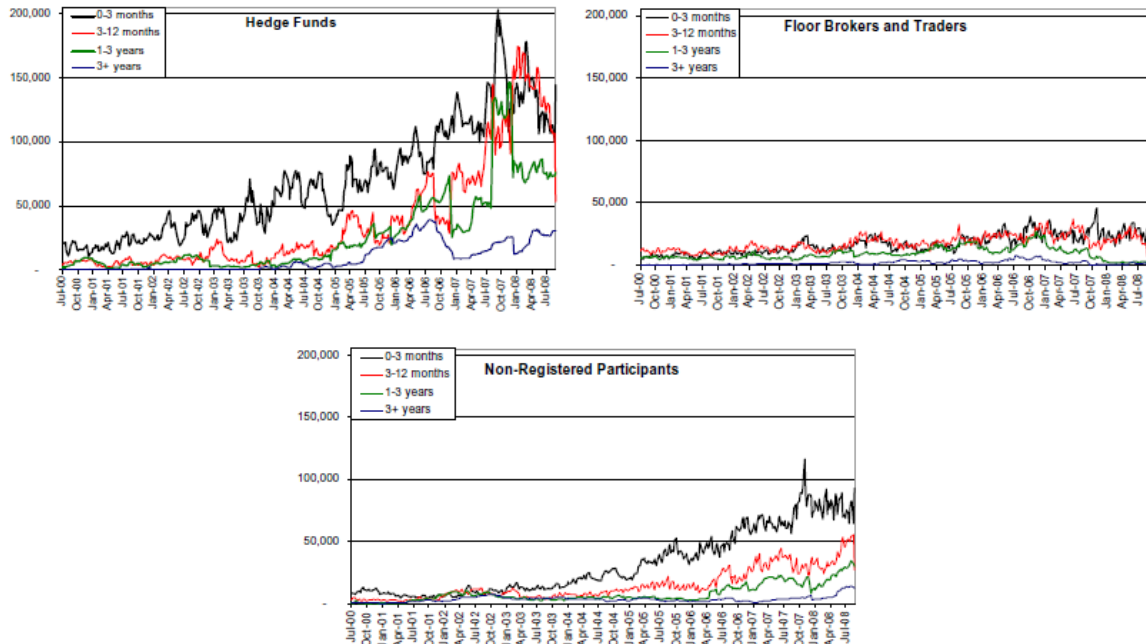 Hedge Funds
0-3 months
3-12 months
1-3 years
3+ years
200,000
150,000
100,000
50,000
-
Jul-00
Oct-00
Jan-01
Apr-01
Jul-01
Oct-01
Jan-02
Apr-02
Jul-02
Oct-02
Jan-03
Apr-03
Jul-03
Oct-03
Jan-04
Apr-04
Jul-04
Oct-04
Jan-05
Apr-05
Jul-05
Oct-05
Jan-06
Apr-06
Jul-06
Oct-06
Jan-07
Apr-07
Jul-07
Oct-07
Jan-08
Apr-08
Jul-08
Floor Brokers and Traders
0-3 months
3-12 months
1-3 years
3+ years
200,000
150,000
100,000
50,000
-
Jul-00
Oct-00
Jan-01
Apr-01
Jul-01
Oct-01
Jan-02
Apr-02
Jul-02
Oct-02
Jan-03
Apr-03
Jul-03
Oct-03
Jan-04
Apr-04
Jul-04
Oct-04
Jan-05
Apr-05
Jul-05
Oct-05
Jan-06
Apr-06
Jul-06
Oct-06
Jan-07
Apr-07
Jul-07
Oct-07
Jan-08
Apr-08
Jul-08
Non-Registered Participants
0-3 months
3-12 months
1-3 years
3+ years
200,000
150,000
100,000
50,000
-
Jul-00
Oct-00
Jan-01
Apr-01
Jul-01
Oct-01
Jan-02
Apr-02
Jul-02
Oct-02
Jan-03
Apr-03
Jul-03
Oct-03
Jan-04
Apr-04
Jul-04
Oct-04
Jan-05
Apr-05
Jul-05
Oct-05
Jan-06
Apr-06
Jul-06
Oct-06
Jan-07
Apr-07
Jul-07
Oct-07
Jan-08
Apr-08
Jul-08